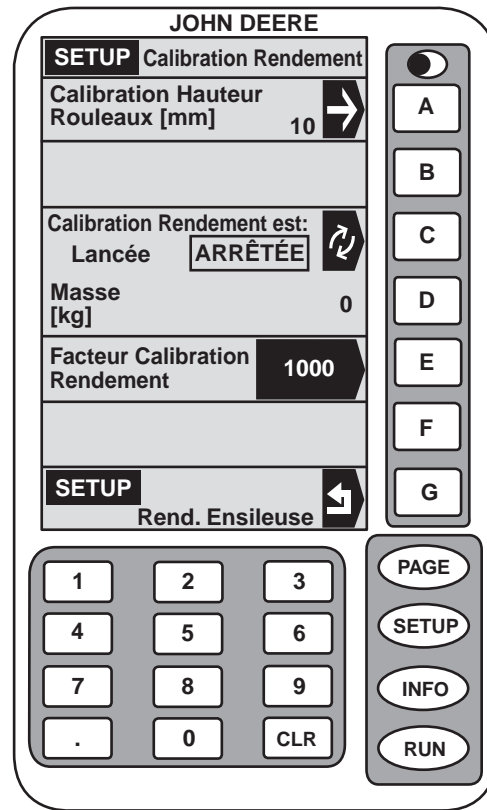 JOHN DEERE
SETUP Calibration Rendement
Calibration Hauteur
Rouleaux [mm] 10
Calibration Rendement est:
Lancée ARRÊTÉE
Masse
[kg] 0
Facteur Calibration
Rendement 1000
SETUP
Rend. Ensileuse
A
B
C
D
E
F
G
1 2 3
4 5 6
7 8 9
. 0 CLR
PAGE
SETUP
INFO
RUN